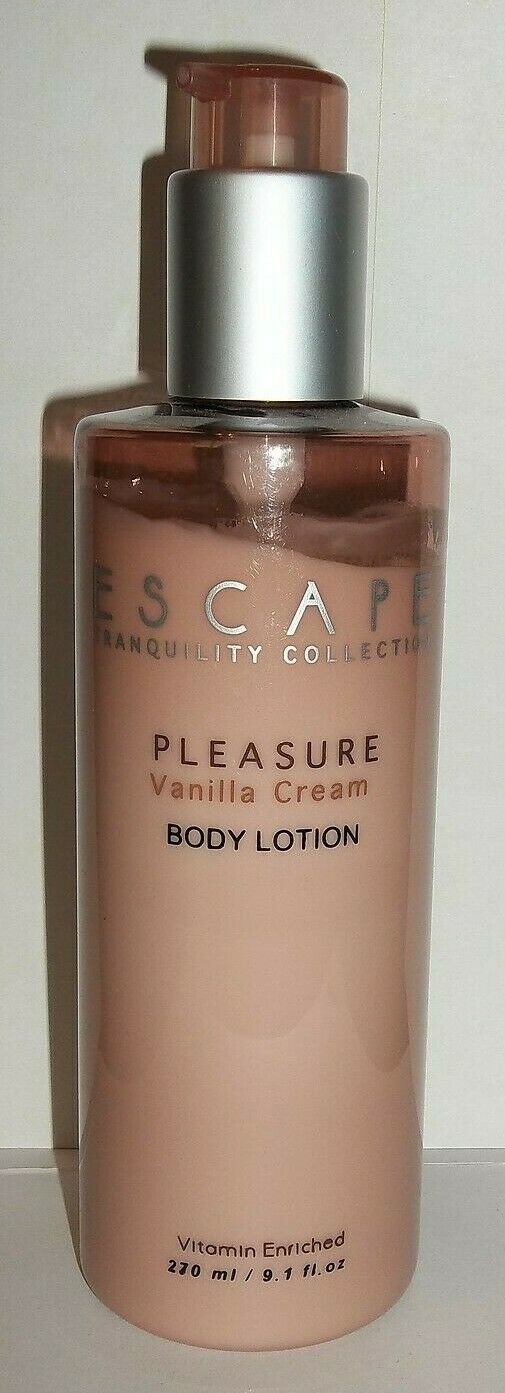 ESCAPE
TRANQUILITY COLLECTION
PLEASURE
Vanilla Cream
BODY LOTION
Vitamin Enriched
270 ml / 9.1 fl.oz